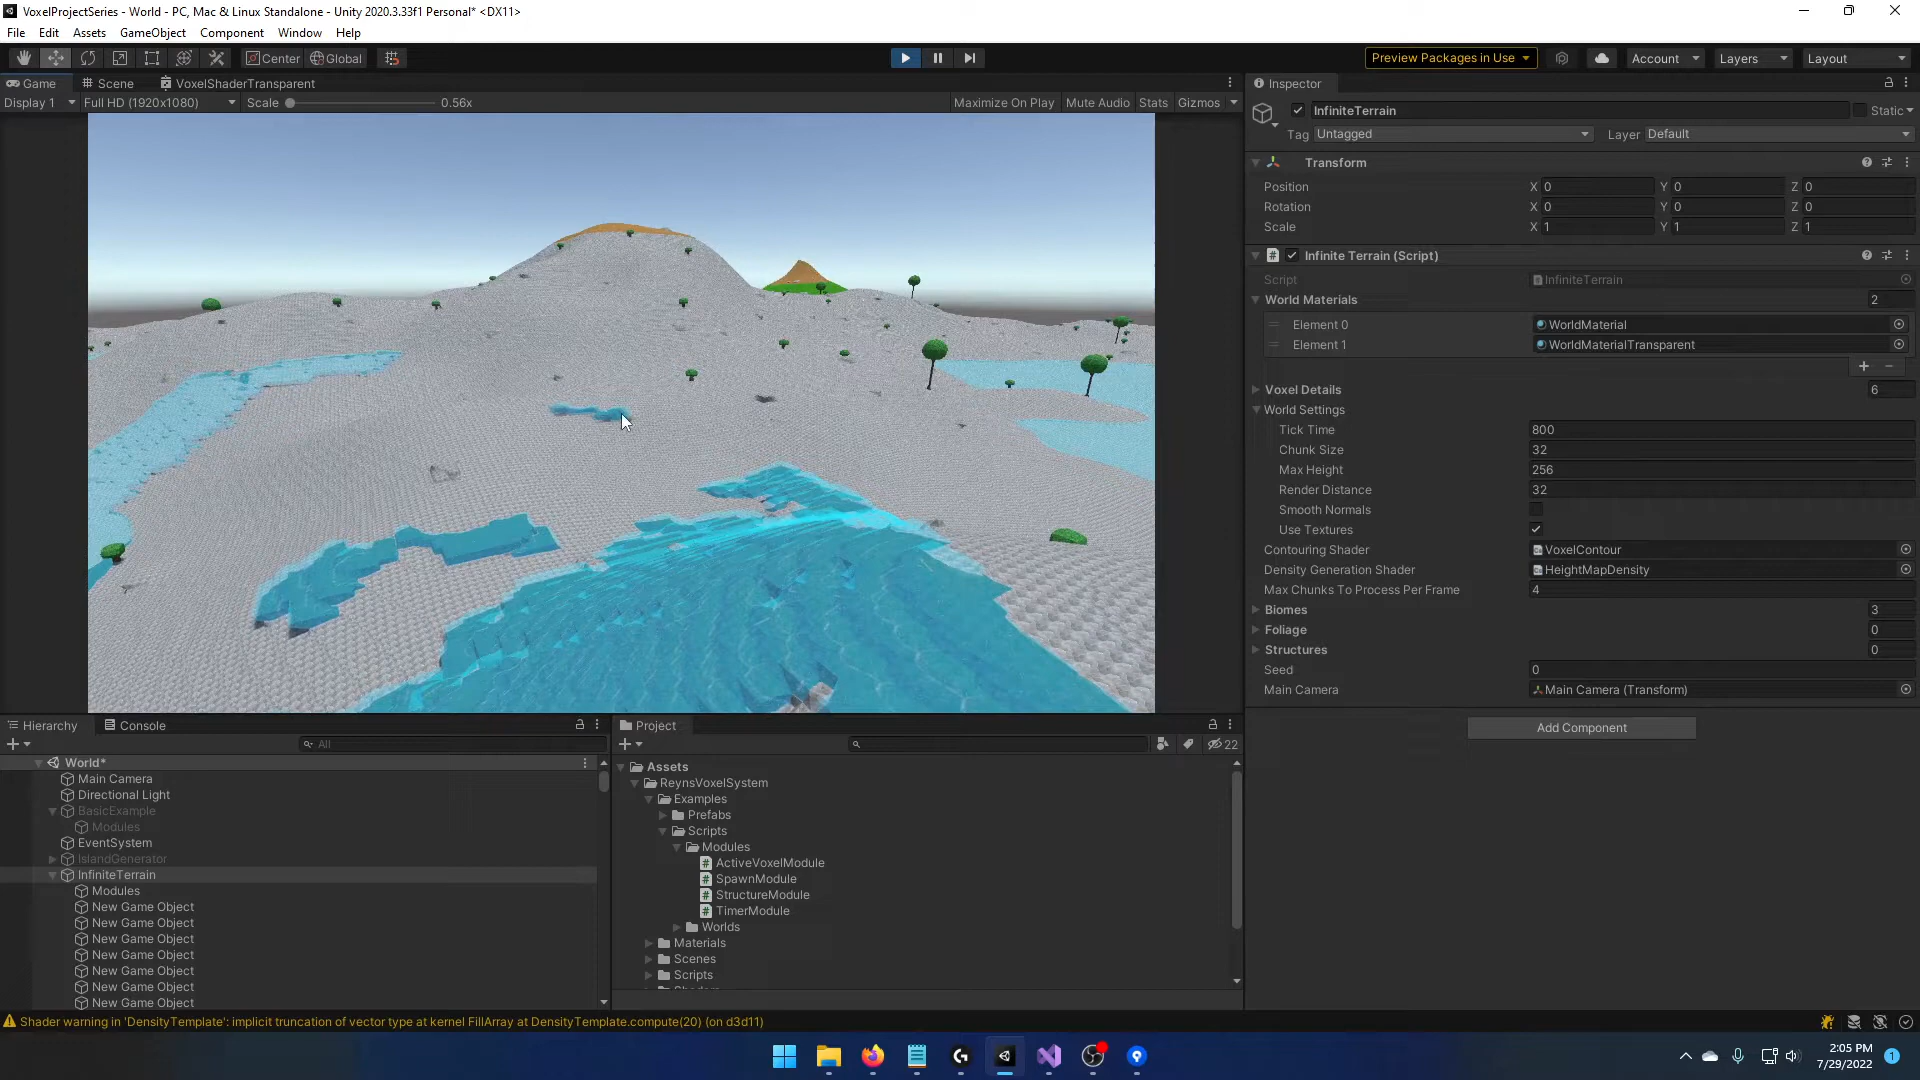 VoxelProjectSeries - World - PC, Mac & Linux Standalone - Unity 2020.3.33f1 Personal* <DX11>
File Edit Assets GameObject Component Window Help
Center Global Preview Packages in Use Account Layers Layout
Game Scene VoxelShaderTransparent
Display 1 Full HD (1920x1080) Scale 0.56x Maximize On Play Mute Audio Stats Gizmos
Inspector
InfiniteTerrain Static
Tag Untagged Layer Default
Transform
Position X 0 Y 0 Z 0
Rotation X 0 Y 0 Z 0
Scale X 1 Y 1 Z 1
Infinite Terrain (Script)
Script InfiniteTerrain
World Materials 2
Element 0 WorldMaterial
Element 1 WorldMaterialTransparent
Voxel Details 6
World Settings
Tick Time 800
Chunk Size 32
Max Height 256
Render Distance 32
Smooth Normals
Use Textures
Contouring Shader VoxelContour
Density Generation Shader HeightMapDensity
Max Chunks To Process Per Frame 4
Biomes 3
Foliage 0
Structures 0
Seed 0
Main Camera Main Camera (Transform)
Add Component
Hierarchy Console
All
World*
Main Camera
Directional Light
BasicExample
Modules
EventSystem
IslandGenerator
InfiniteTerrain
Modules
New Game Object
New Game Object
New Game Object
New Game Object
New Game Object
New Game Object
New Game Object
Project
22
Assets
ReynsVoxelSystem
Examples
Prefabs
Scripts
Modules
ActiveVoxelModule
SpawnModule
StructureModule
TimerModule
Worlds
Materials
Scenes
Scripts
Shader warning in 'DensityTemplate': implicit truncation of vector type at kernel FillArray at DensityTemplate.compute(20) (on d3d11)
2:05 PM
7/29/2022
1